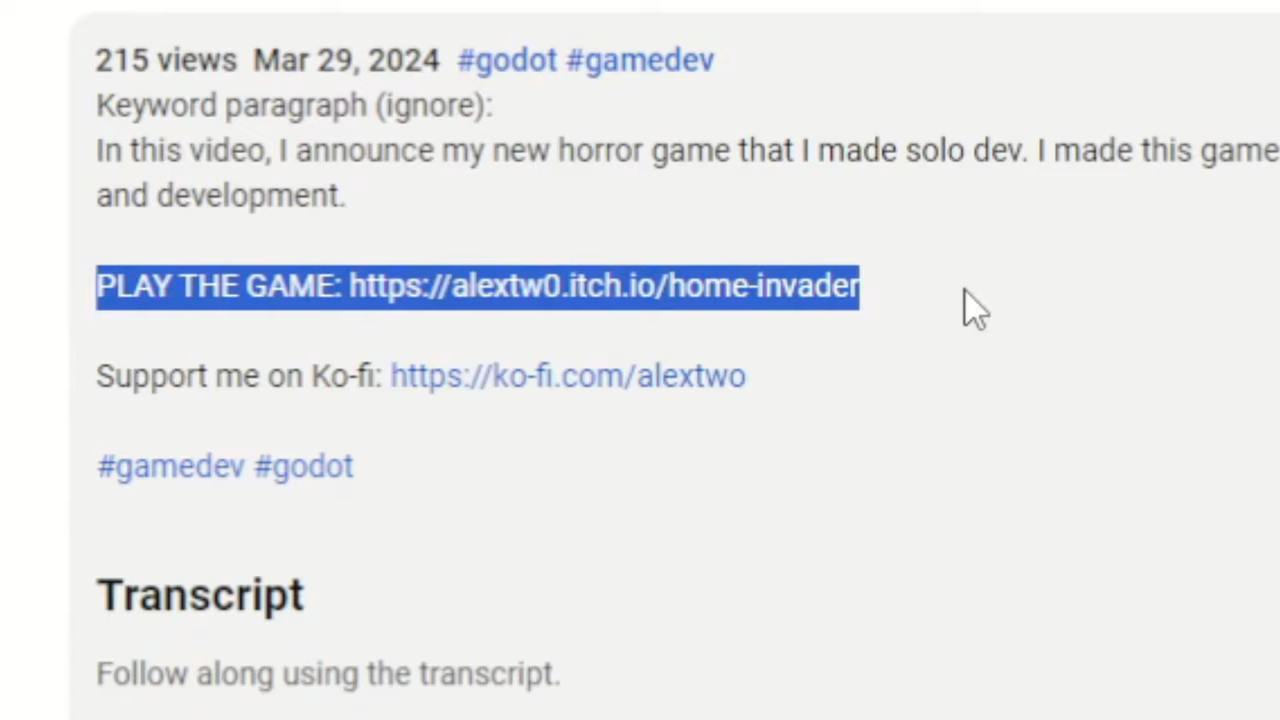 215 views Mar 29, 2024 #godot #gamedev
Keyword paragraph (ignore):
In this video, I announce my new horror game that I made solo dev. I made this game
and development.
PLAY THE GAME: https://alextw0.itch.io/home-invader
Support me on Ko-fi: https://ko-fi.com/alextwo
#gamedev #godot
Transcript
Follow along using the transcript.